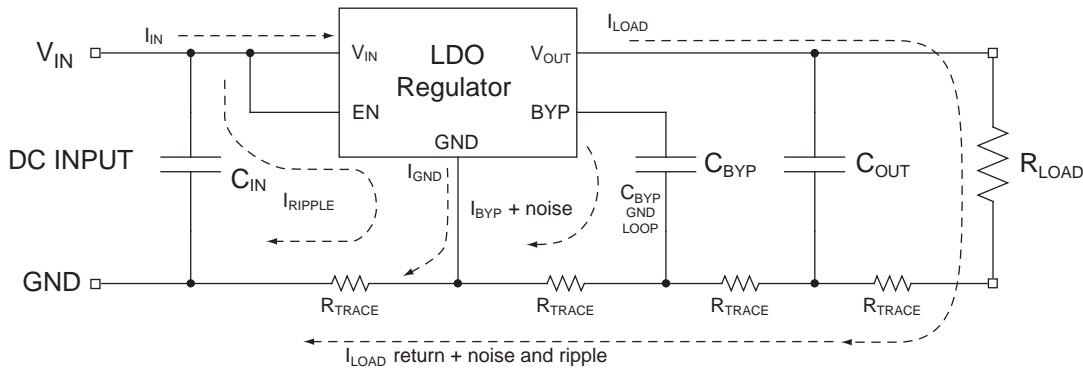 I_LOAD
I_IN
V_IN
V_IN
LDO
Regulator
V_OUT
EN
BYP
GND
DC INPUT
C_IN
I_RIPPLE
I_GND
I_BYP + noise
C_BYP
GND
LOOP
C_BYP
C_OUT
R_LOAD
GND
R_TRACE
R_TRACE
R_TRACE
R_TRACE
I_LOAD return + noise and ripple